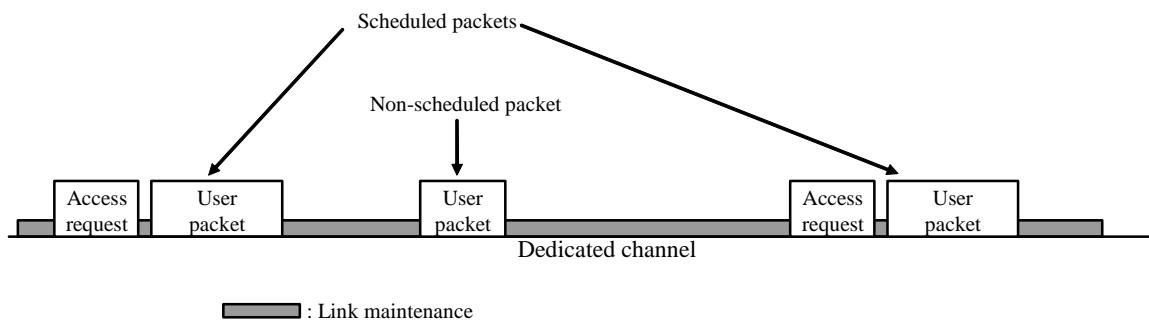 Scheduled packets
Non-scheduled packet
Access
request
User
packet
User
packet
Access
request
User
packet
Dedicated channel
: Link maintenance